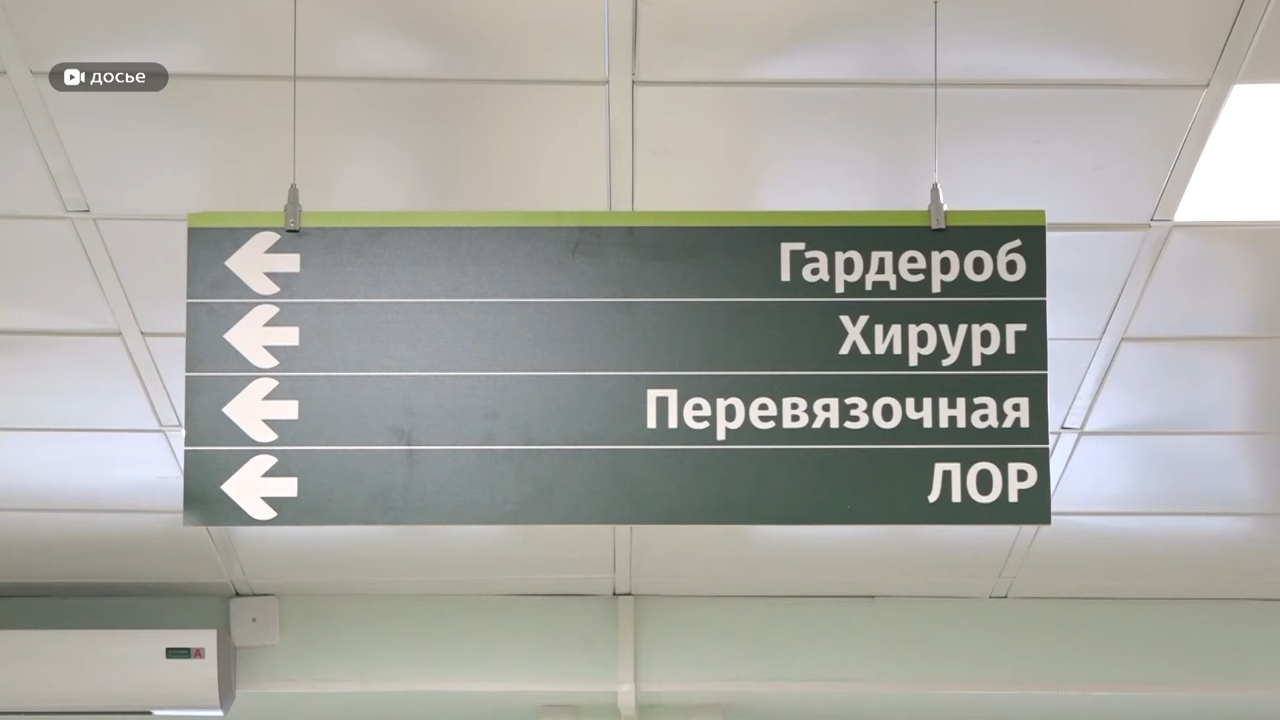 досье
Гардероб
Хирург
Перевязочная
ЛОР
A